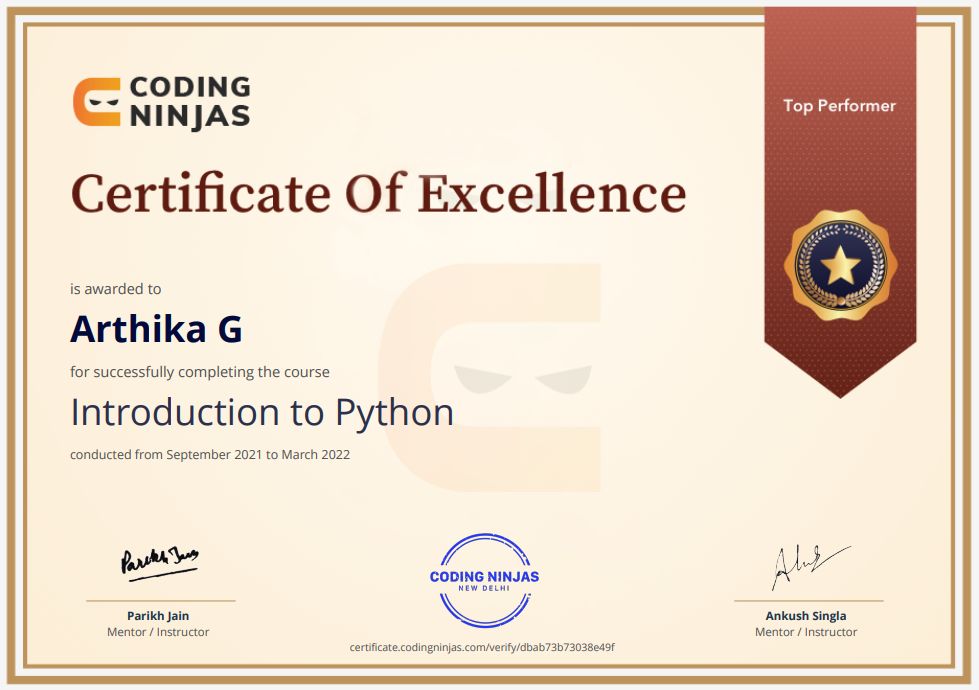 CODING
NINJAS
Top Performer
Certificate Of Excellence
is awarded to
Arthika G
for successfully completing the course
Introduction to Python
conducted from September 2021 to March 2022
Parikh Jain
CODING NINJAS
NEW DELHI
Parikh Jain
Mentor / Instructor
Ankush Singla
Mentor / Instructor
certificate.codingninjas.com/verify/dbab73b73038e49f